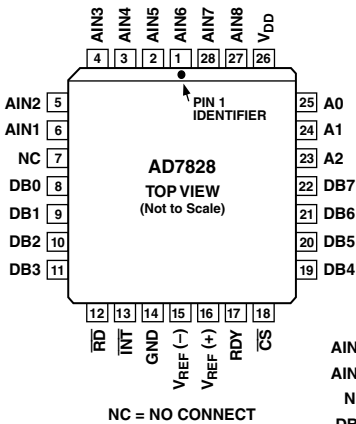 AIN3 AIN4 AIN5 AIN6 AIN7 AIN8 VDD
4 3 2 1 28 27 26
PIN 1
IDENTIFIER
AIN2 5
AIN1 6
NC 7
DB0 8
DB1 9
DB2 10
DB3 11
AD7828
TOP VIEW
(Not to Scale)
25 A0
24 A1
23 A2
22 DB7
21 DB6
20 DB5
19 DB4
12 13 14 15 16 17 18
RD INT GND VREF (–) VREF (+) RDY CS
NC = NO CONNECT
AIN
AIN
N
DB